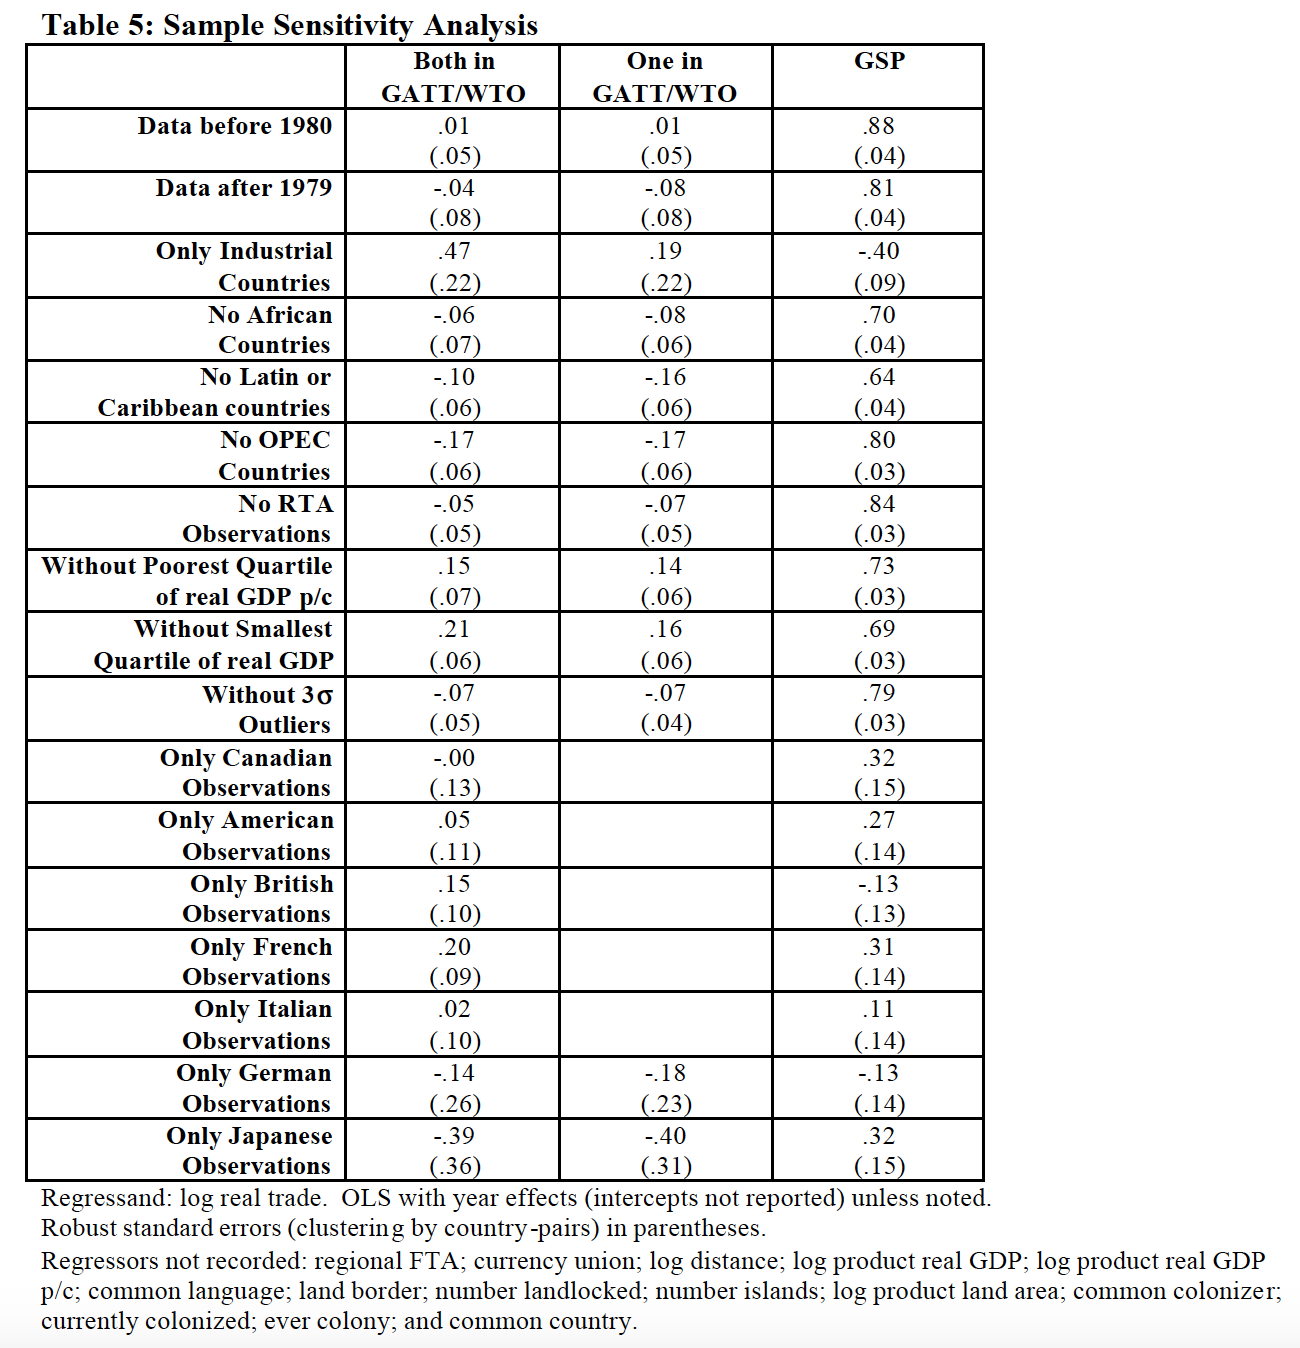 Table 5: Sample Sensitivity Analysis
Both in One in GSP
GATT/WTO GATT/WTO
Data before 1980 .01 .01 .88
(.05) (.05) (.04)
Data after 1979 -.04 -.08 .81
(.08) (.08) (.04)
Only Industrial .47 .19 -.40
Countries (.22) (.22) (.09)
No African -.06 -.08 .70
Countries (.07) (.06) (.04)
No Latin or -.10 -.16 .64
Caribbean countries (.06) (.06) (.04)
No OPEC -.17 -.17 .80
Countries (.06) (.06) (.03)
No RTA -.05 -.07 .84
Observations (.05) (.05) (.03)
Without Poorest Quartile .15 .14 .73
of real GDP p/c (.07) (.06) (.03)
Without Smallest .21 .16 .69
Quartile of real GDP (.06) (.06) (.03)
Without 3σ -.07 -.07 .79
Outliers (.05) (.04) (.03)
Only Canadian -.00 .32
Observations (.13) (.15)
Only American .05 .27
Observations (.11) (.14)
Only British .15 -.13
Observations (.10) (.13)
Only French .20 .31
Observations (.09) (.14)
Only Italian .02 .11
Observations (.10) (.14)
Only German -.14 -.18 -.13
Observations (.26) (.23) (.14)
Only Japanese -.39 -.40 .32
Observations (.36) (.31) (.15)
Regressand: log real trade. OLS with year effects (intercepts not reported) unless noted.
Robust standard errors (clustering by country-pairs) in parentheses.
Regressors not recorded: regional FTA; currency union; log distance; log product real GDP; log product real GDP
p/c; common language; land border; number landlocked; number islands; log product land area; common colonizer;
currently colonized; ever colony; and common country.